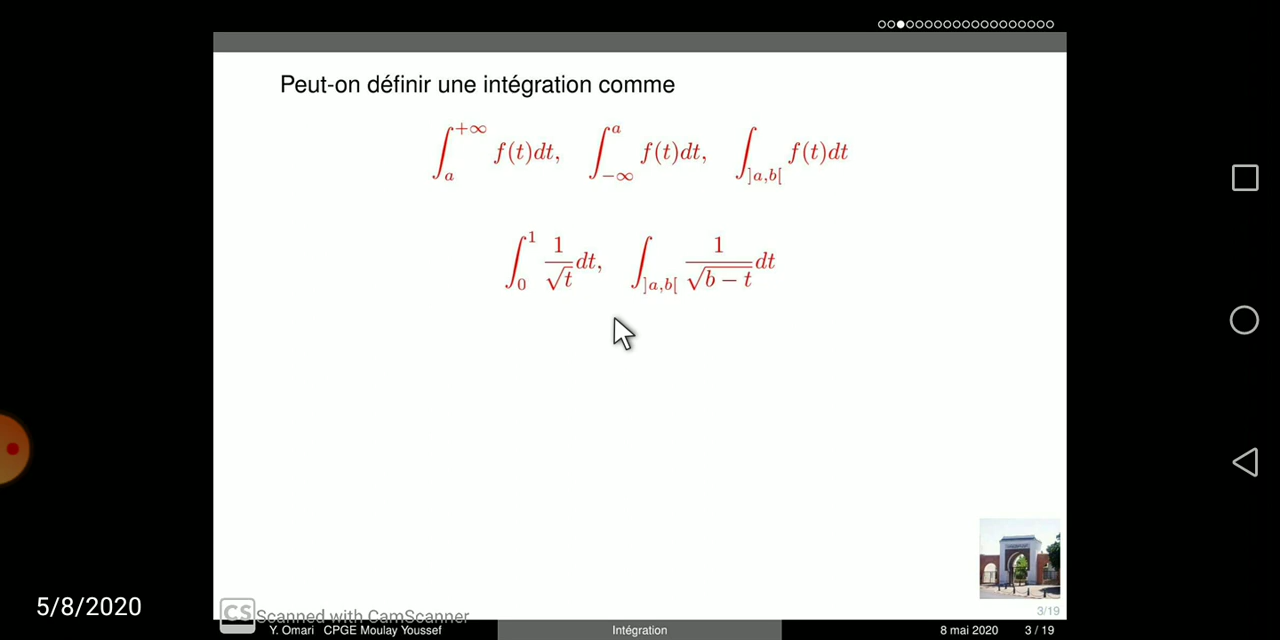 Peut-on définir une intégration comme
∫_a^{+∞} f(t)dt, ∫_{-∞}^a f(t)dt, ∫_{]a,b[} f(t)dt
∫_0^1 1/√t dt, ∫_{]a,b[} 1/√(b − t) dt
3/19
5/8/2020
CS Scanned with CamScanner
Y. Omari CPGE Moulay Youssef Intégration 8 mai 2020 3 / 19